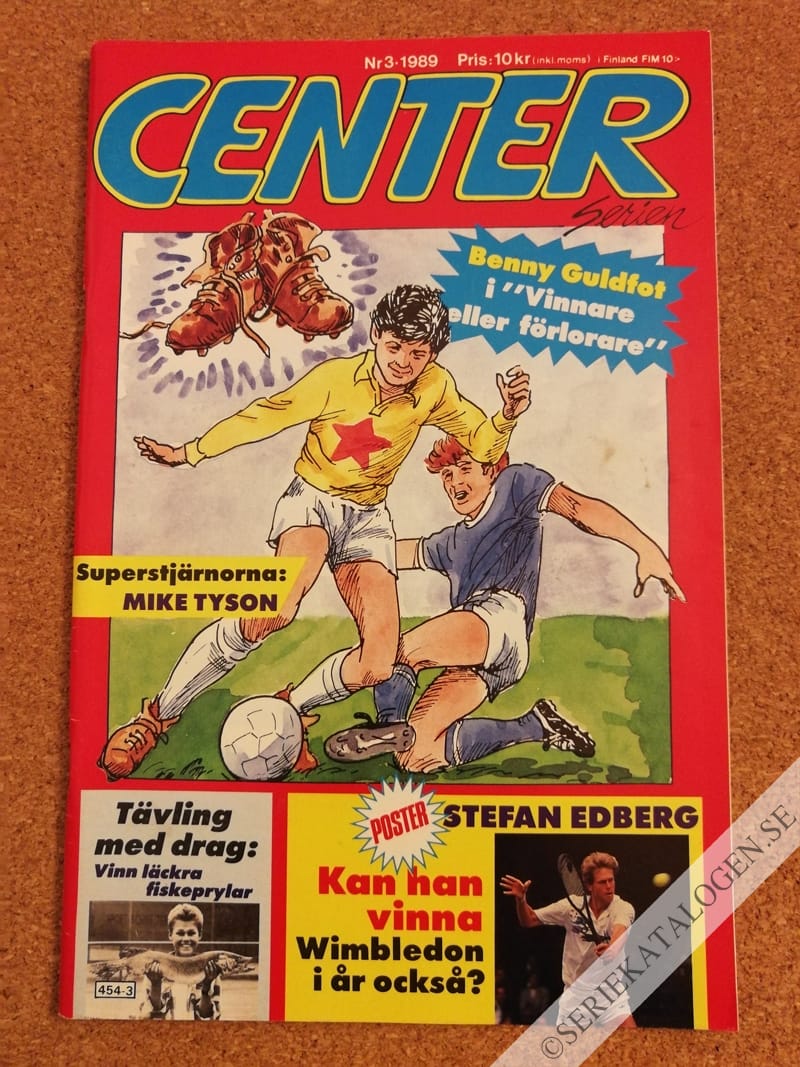 Nr 3·1989 Pris: 10 kr (inkl. moms) i Finland FIM 10:-
CENTER
Serien
Benny Guldfot
i "Vinnare
eller förlorare"
Superstjärnorna:
MIKE TYSON
Tävling
med drag:
Vinn läckra
fiskeprylar
454-3
POSTER
STEFAN EDBERG
Kan han
vinna
Wimbledon
i år också?
©SERIEKATALOGEN.SE